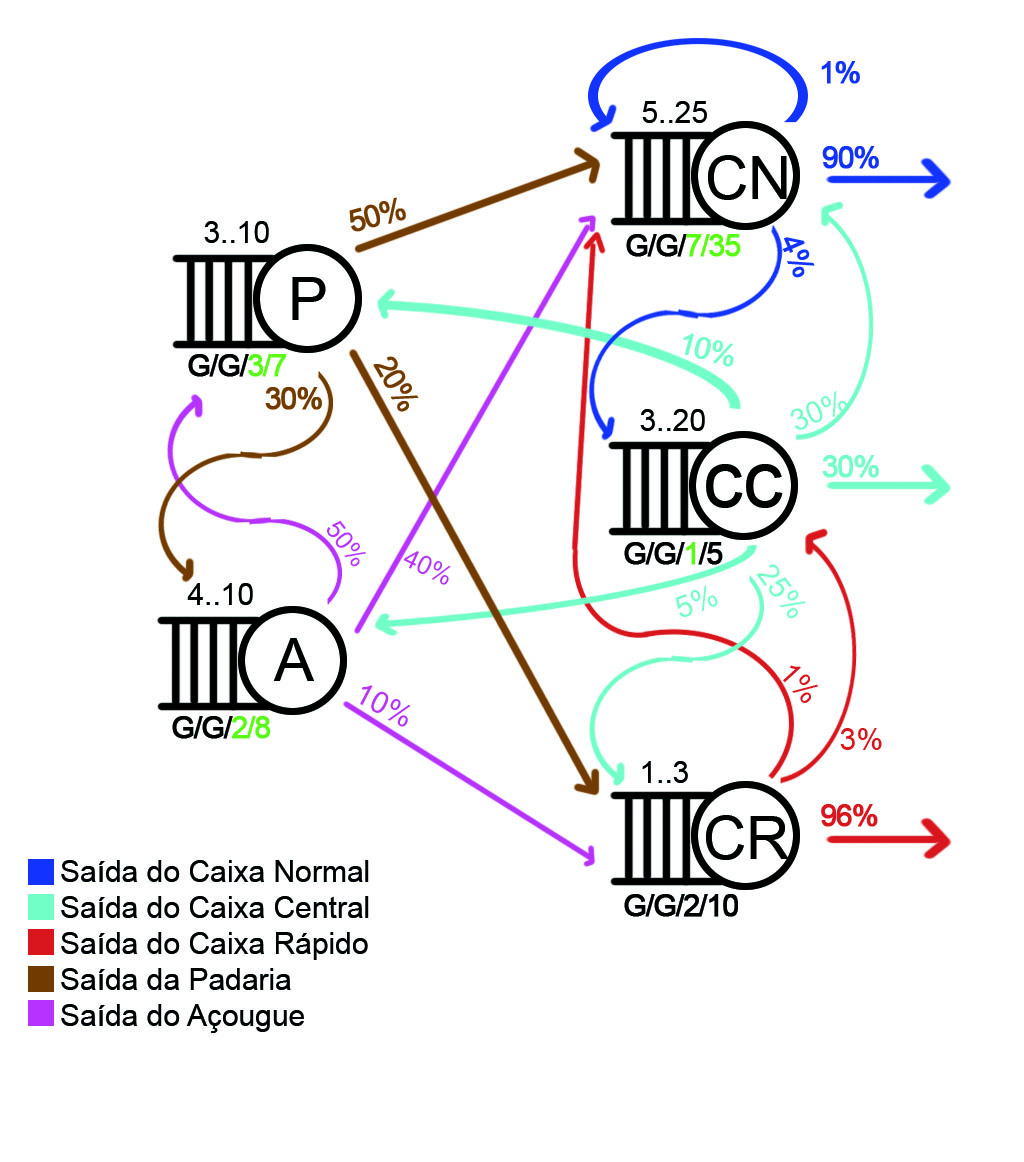 1%
5..25
CN
90%
G/G/7/35
4%
50%
3..10
P
G/G/3/7
30%
20%
10%
3..20
CC
30%
30%
G/G/1/5
50%
40%
5%
25%
4..10
A
G/G/2/8
10%
1%
3%
1..3
CR
96%
G/G/2/10
Saída do Caixa Normal
Saída do Caixa Central
Saída do Caixa Rápido
Saída da Padaria
Saída do Açougue